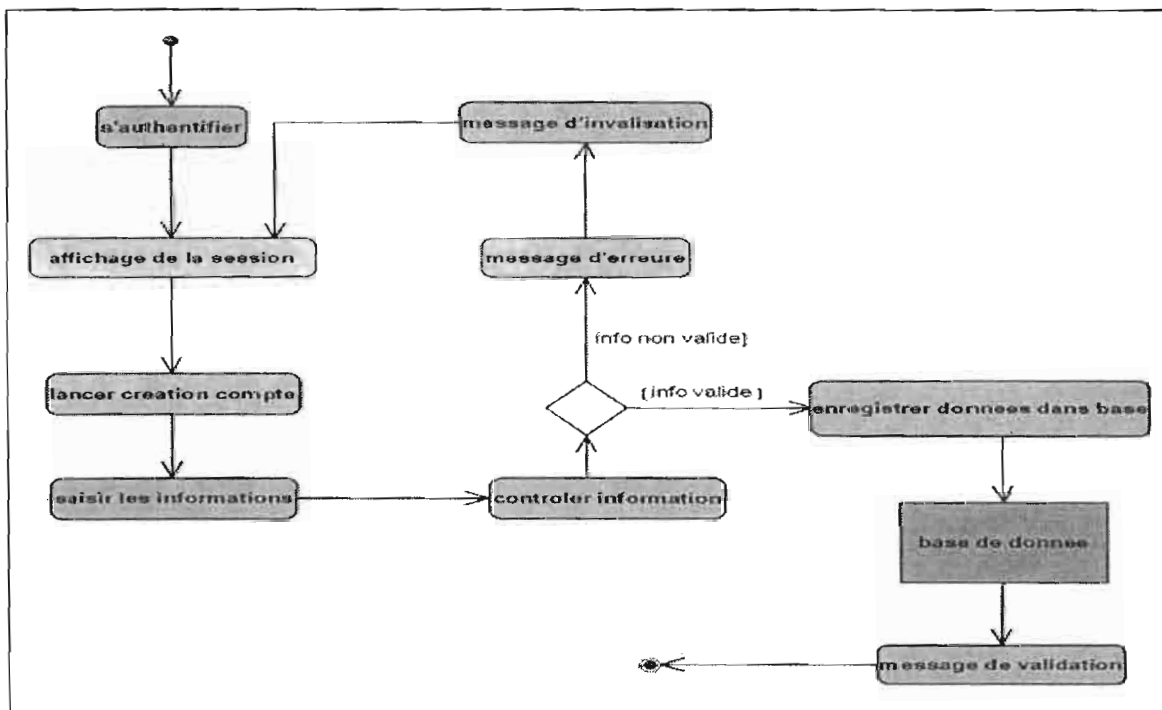 s'authentifier
message d'invalisation
affichage de la session
message d'erreure
info non valide]
[info valide ]
lancer creation compte
enregistrer donnees dans base
saisir les informations
controler information
base de donnee
message de validation